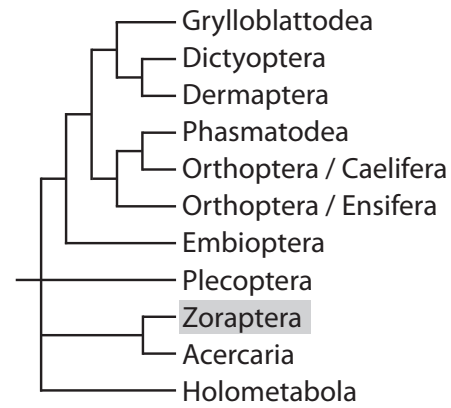 Grylloblattodea
Dictyoptera
Dermaptera
Phasmatodea
Orthoptera / Caelifera
Orthoptera / Ensifera
Embioptera
Plecoptera
Zoraptera
Acercaria
Holometabola